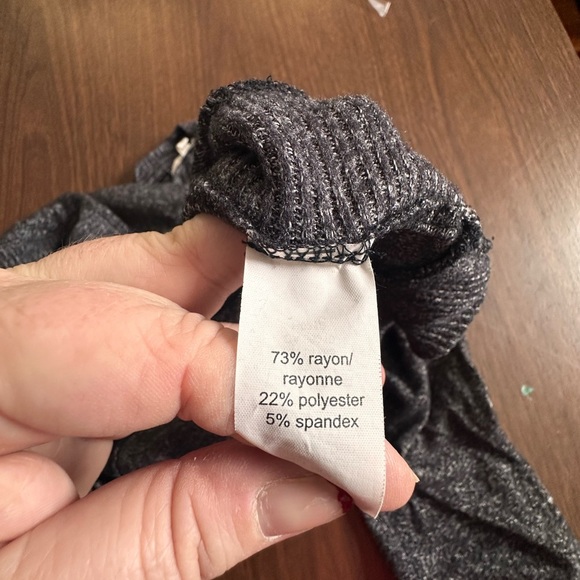 73% rayon/
rayonne
22% polyester
5% spandex